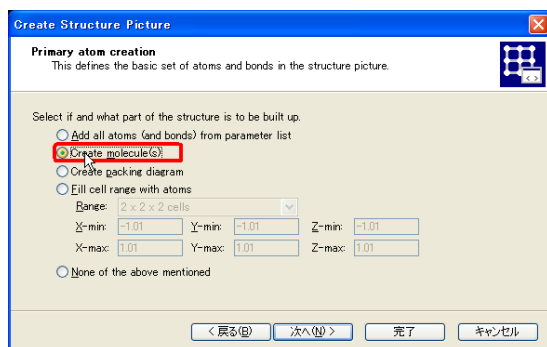 Create Structure Picture
Primary atom creation
This defines the basic set of atoms and bonds in the structure picture.
Select if and what part of the structure is to be built up.
Add all atoms (and bonds) from parameter list
Create molecule(s)
Create packing diagram
Fill cell range with atoms
Range: 2 x 2 x 2 cells
X-min: -1.01 Y-min: -1.01 Z-min: -1.01
X-max: 1.01 Y-max: 1.01 Z-max: 1.01
None of the above mentioned
< 戻る(B) 次へ(N) > 完了 キャンセル